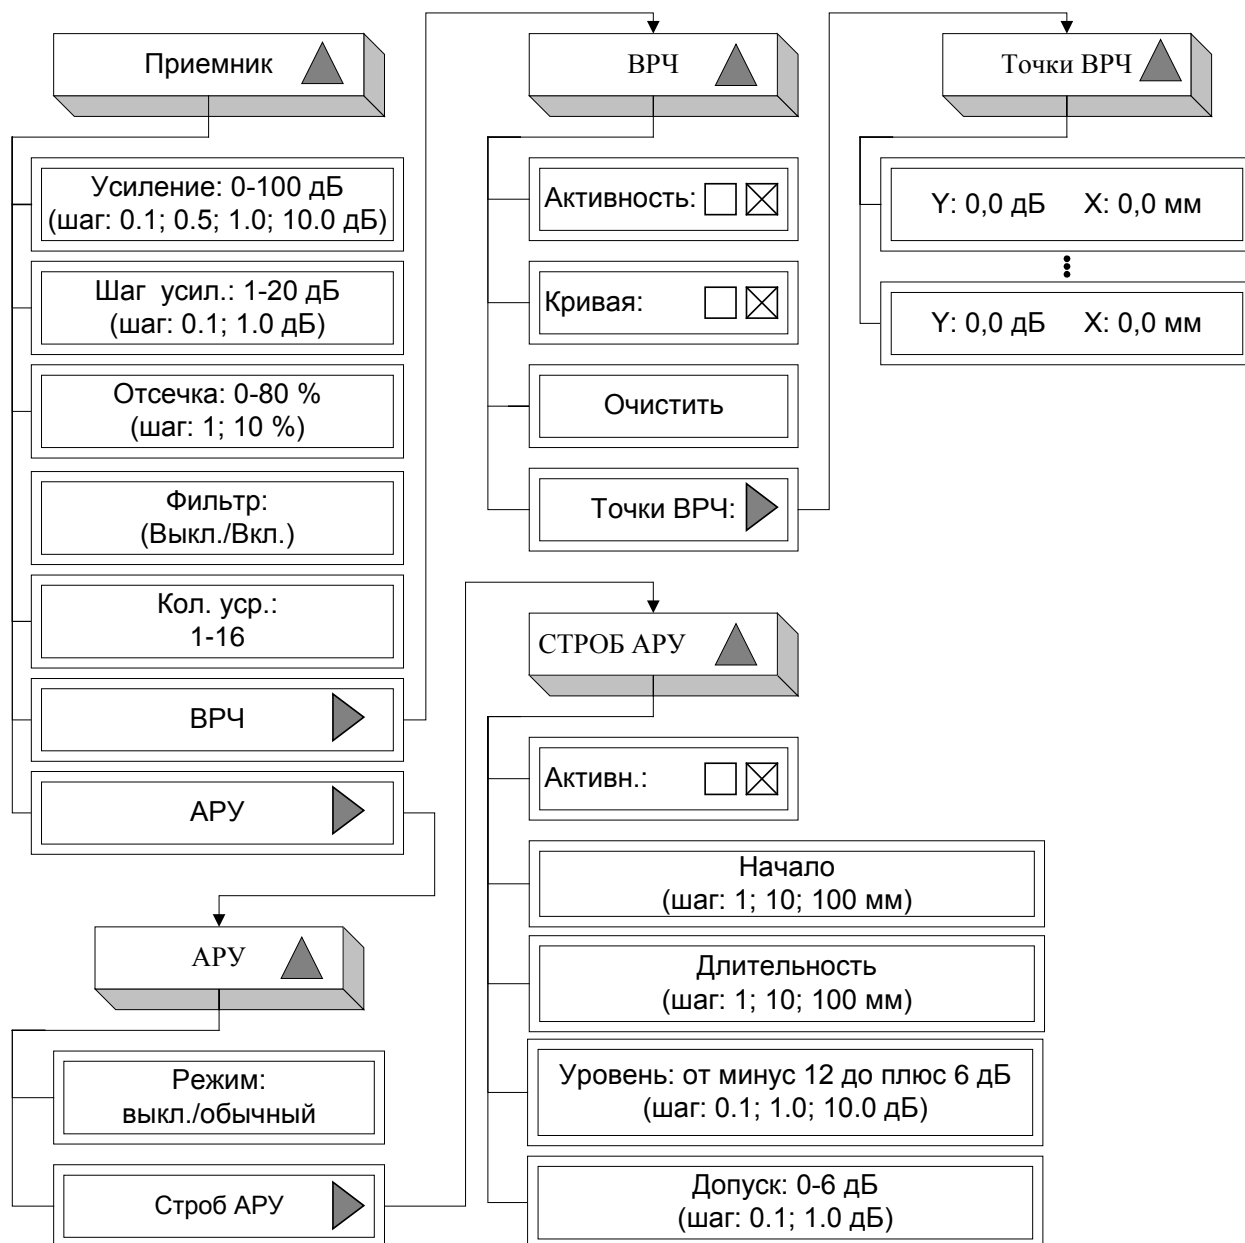 Приемник
Усиление: 0-100 дБ
(шаг: 0.1; 0.5; 1.0; 10.0 дБ)
Шаг усил.: 1-20 дБ
(шаг: 0.1; 1.0 дБ)
Отсечка: 0-80 %
(шаг: 1; 10 %)
Фильтр:
(Выкл./Вкл.)
Кол. уср.:
1-16
ВРЧ
АРУ
АРУ
Режим:
выкл./обычный
Строб АРУ
ВРЧ
Активность:
Кривая:
Очистить
Точки ВРЧ:
СТРОБ АРУ
Активн.:
Начало
(шаг: 1; 10; 100 мм)
Длительность
(шаг: 1; 10; 100 мм)
Уровень: от минус 12 до плюс 6 дБ
(шаг: 0.1; 1.0; 10.0 дБ)
Допуск: 0-6 дБ
(шаг: 0.1; 1.0 дБ)
Точки ВРЧ
Y: 0,0 дБ X: 0,0 мм
Y: 0,0 дБ X: 0,0 мм